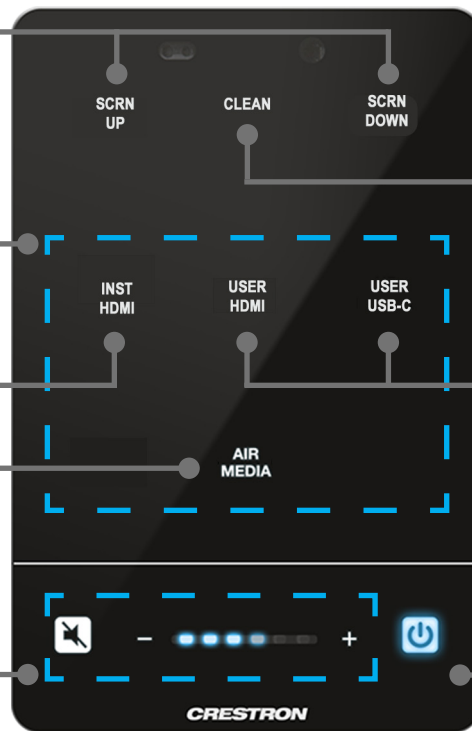 SCRN
UP
CLEAN
SCRN
DOWN
INST
HDMI
USER
HDMI
USER
USB-C
AIR
MEDIA
− +
CRESTRON